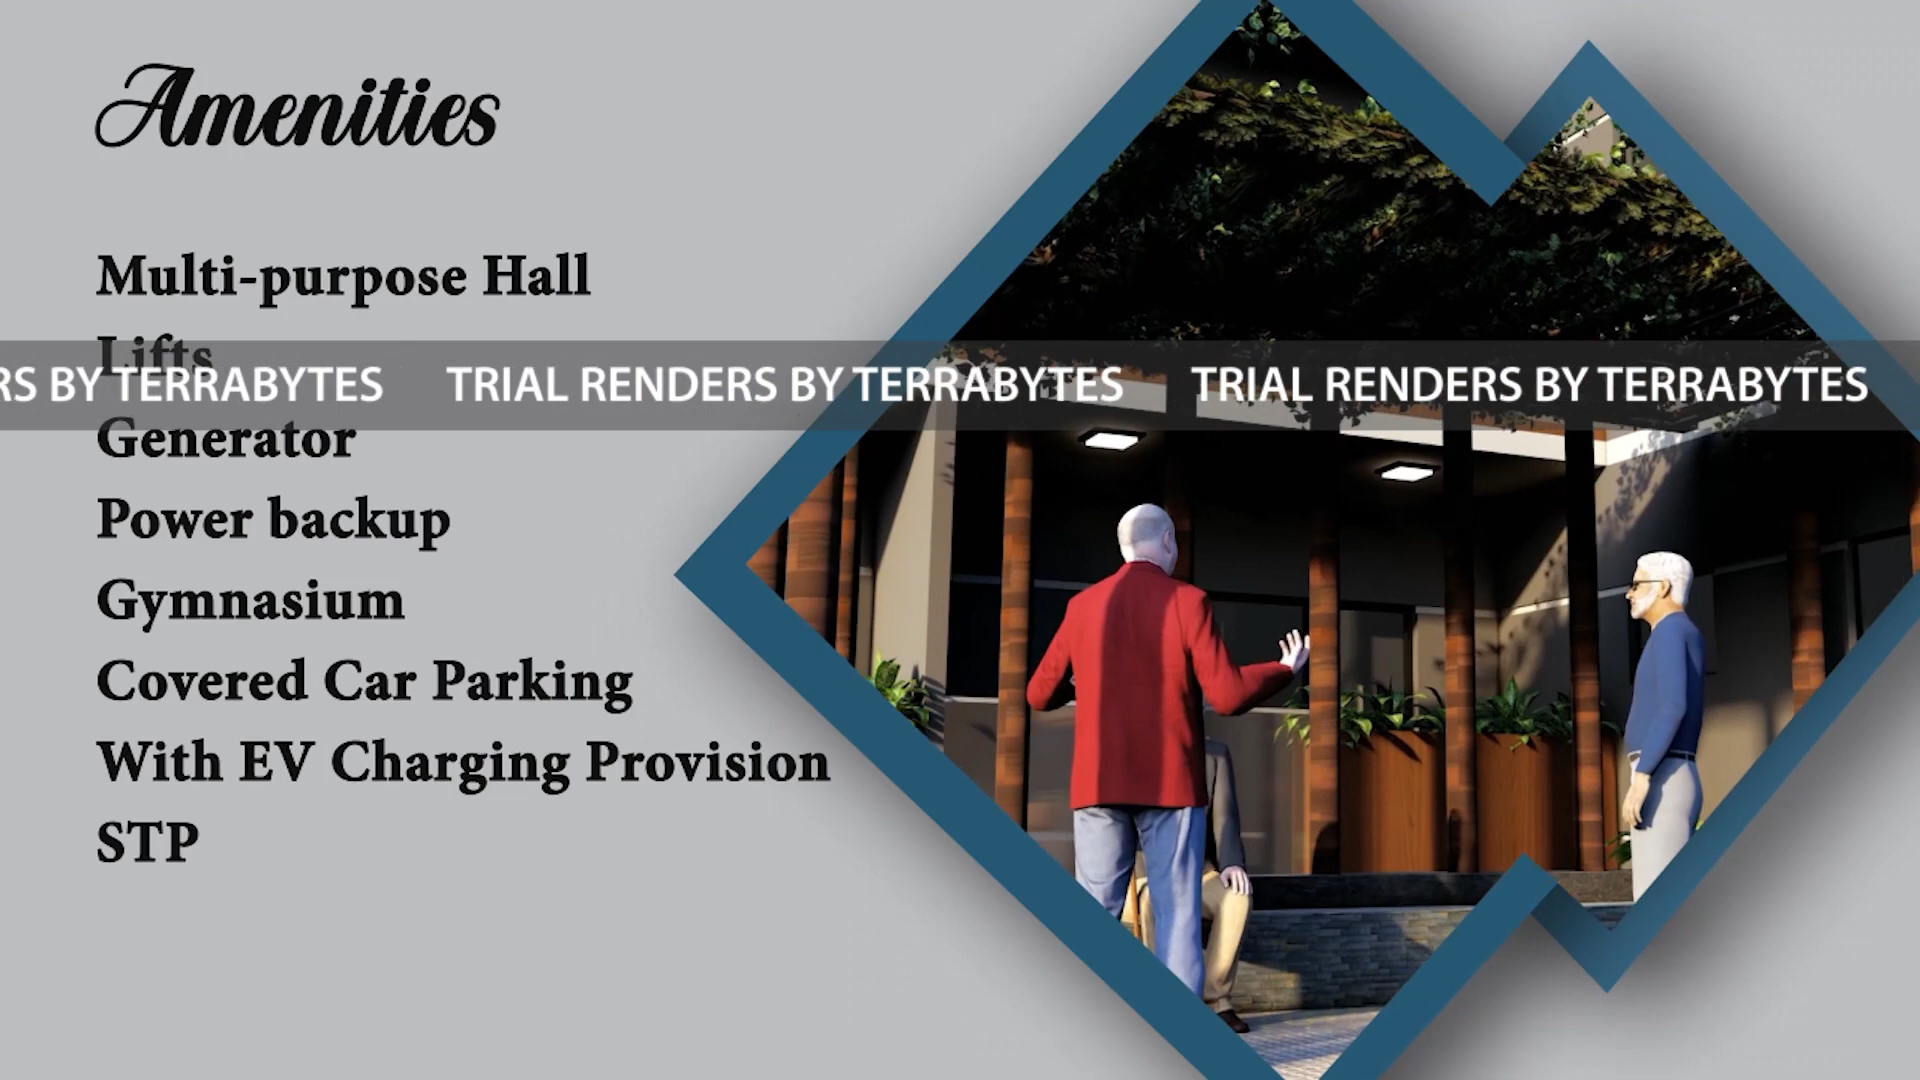 Amenities
Multi-purpose Hall
Lifts
RS BY TERRABYTES TRIAL RENDERS BY TERRABYTES TRIAL RENDERS BY TERRABYTES
Generator
Power backup
Gymnasium
Covered Car Parking
With EV Charging Provision
STP